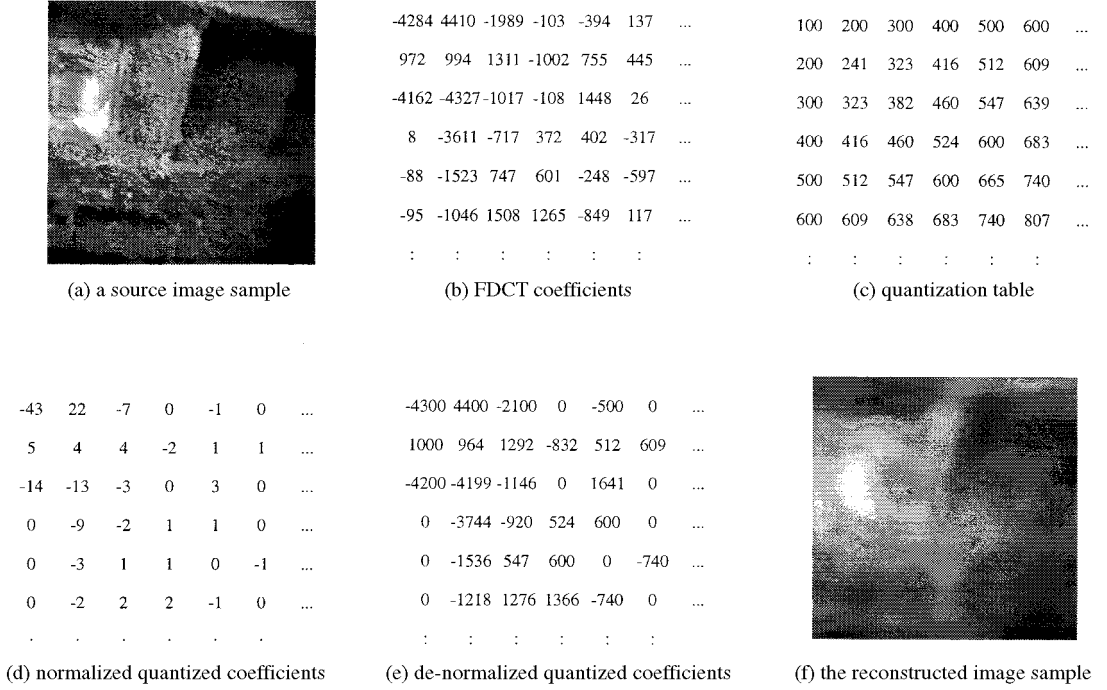 -4284 4410 -1989 -103 -394 137
972 994 1311 -1002 755 445 ...
-4162 -4327 -1017 -108 1448 26 ...
8 -3611 -717 372 402 -317
-88 -1523 747 601 -248 -597 ...
-95 -1046 1508 1265 -849 117 ...
: : : : : :
(b) FDCT coefficients
100 200 300 400 500 600 ...
200 241 323 416 512 609 ...
300 323 382 460 547 639 ...
400 416 460 524 600 683 ...
500 512 547 600 665 740 ...
600 609 638 683 740 807 ...
: : : : : :
(c) quantization table
(a) a source image sample
-43 22 -7 0 -1 0 ...
5 4 4 -2 1 1 ...
-14 -13 -3 0 3 0 ...
0 -9 -2 1 1 0 ...
0 -3 1 1 0 -1 ...
0 -2 2 2 -1 0 ...
. . . . . .
(d) normalized quantized coefficients
-4300 4400 -2100 0 -500 0 ...
1000 964 1292 -832 512 609 ...
-4200 -4199 -1146 0 1641 0 ...
0 -3744 -920 524 600 0 ...
0 -1536 547 600 0 -740 ...
0 -1218 1276 1366 -740 0 ...
: : : : : :
(e) de-normalized quantized coefficients
(f) the reconstructed image sample